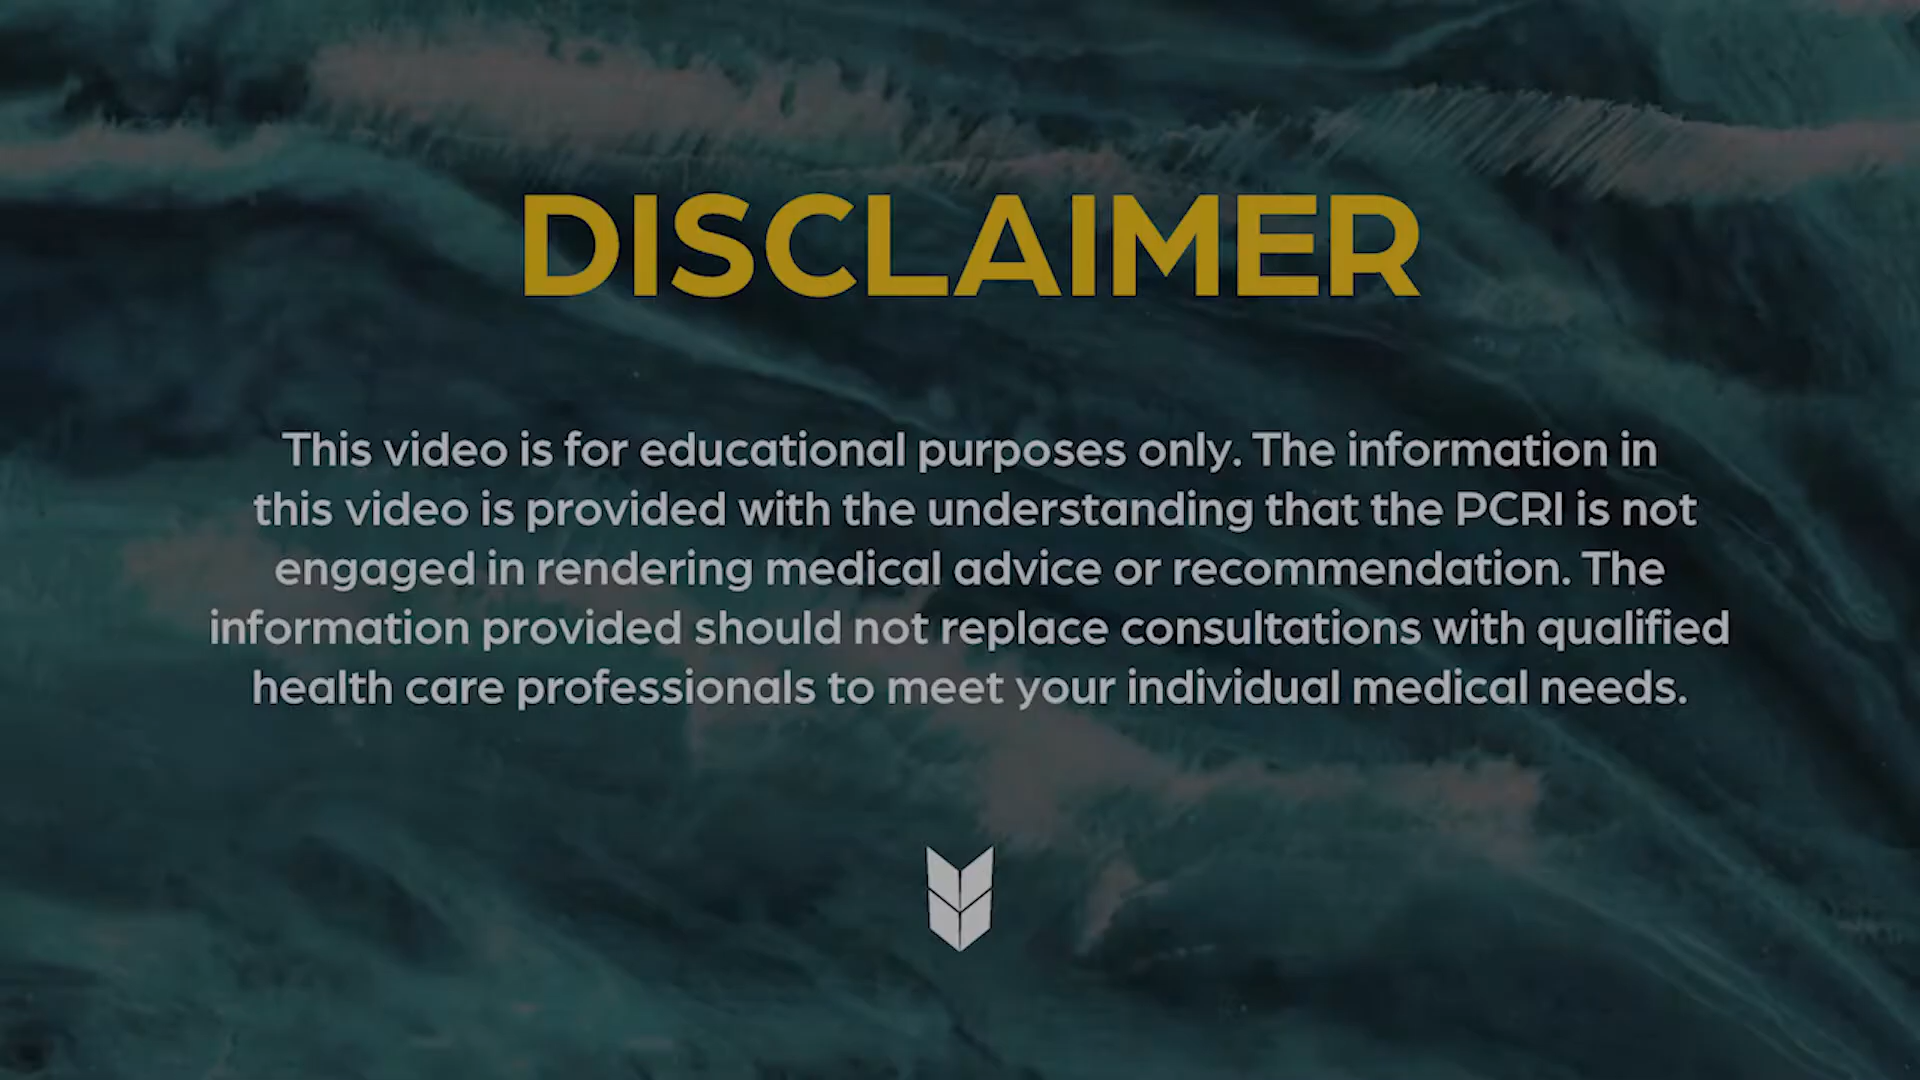 DISCLAIMER
This video is for educational purposes only. The information in
this video is provided with the understanding that the PCRI is not
engaged in rendering medical advice or recommendation. The
information provided should not replace consultations with qualified
health care professionals to meet your individual medical needs.